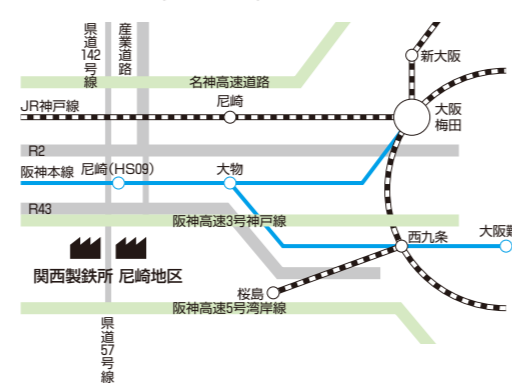 県道142号線
産業道路
新大阪
名神高速道路
JR神戸線
尼崎
大阪
梅田
R2
阪神本線
尼崎(HS09)
大物
R43
阪神高速3号神戸線
西九条
大阪難
関西製鉄所 尼崎地区
桜島
阪神高速5号湾岸線
県道57号線